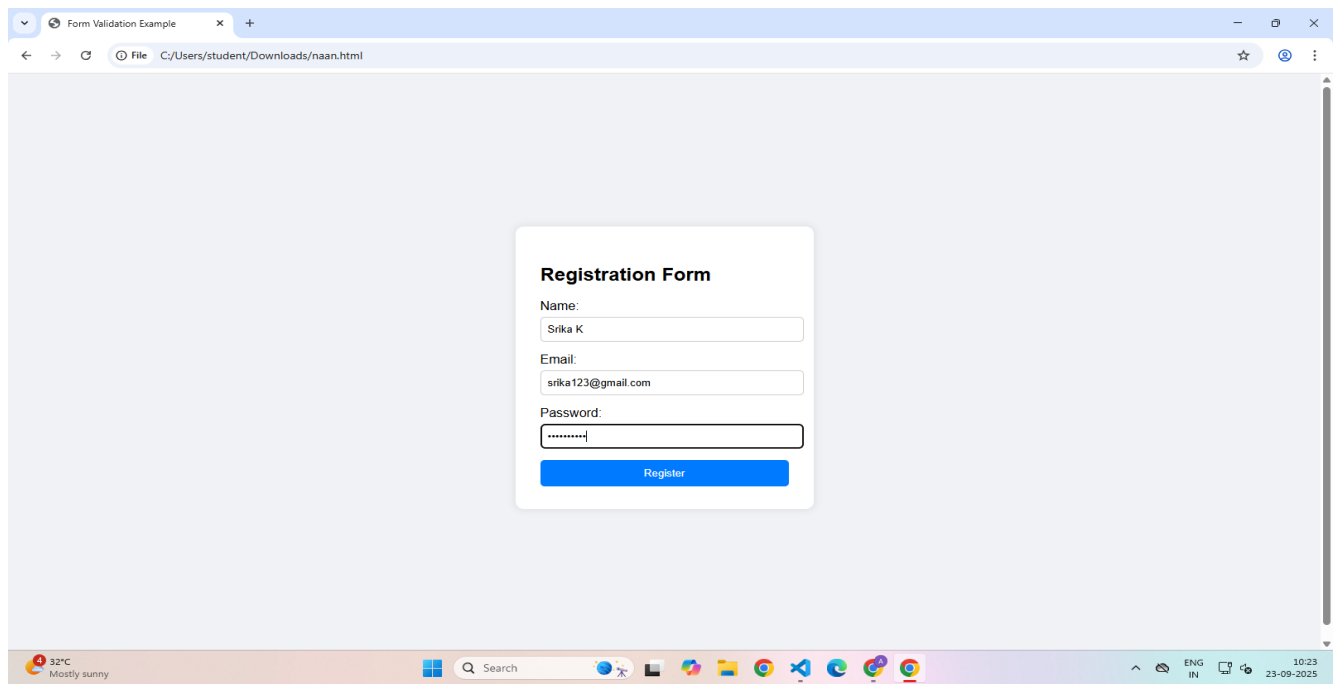 Form Validation Example
File C:/Users/student/Downloads/naan.html
Registration Form
Name:
Srika K
Email:
srika123@gmail.com
Password:
••••••••••
Register
4
32°C
Mostly sunny
Search
ENG
IN
10:23
23-09-2025